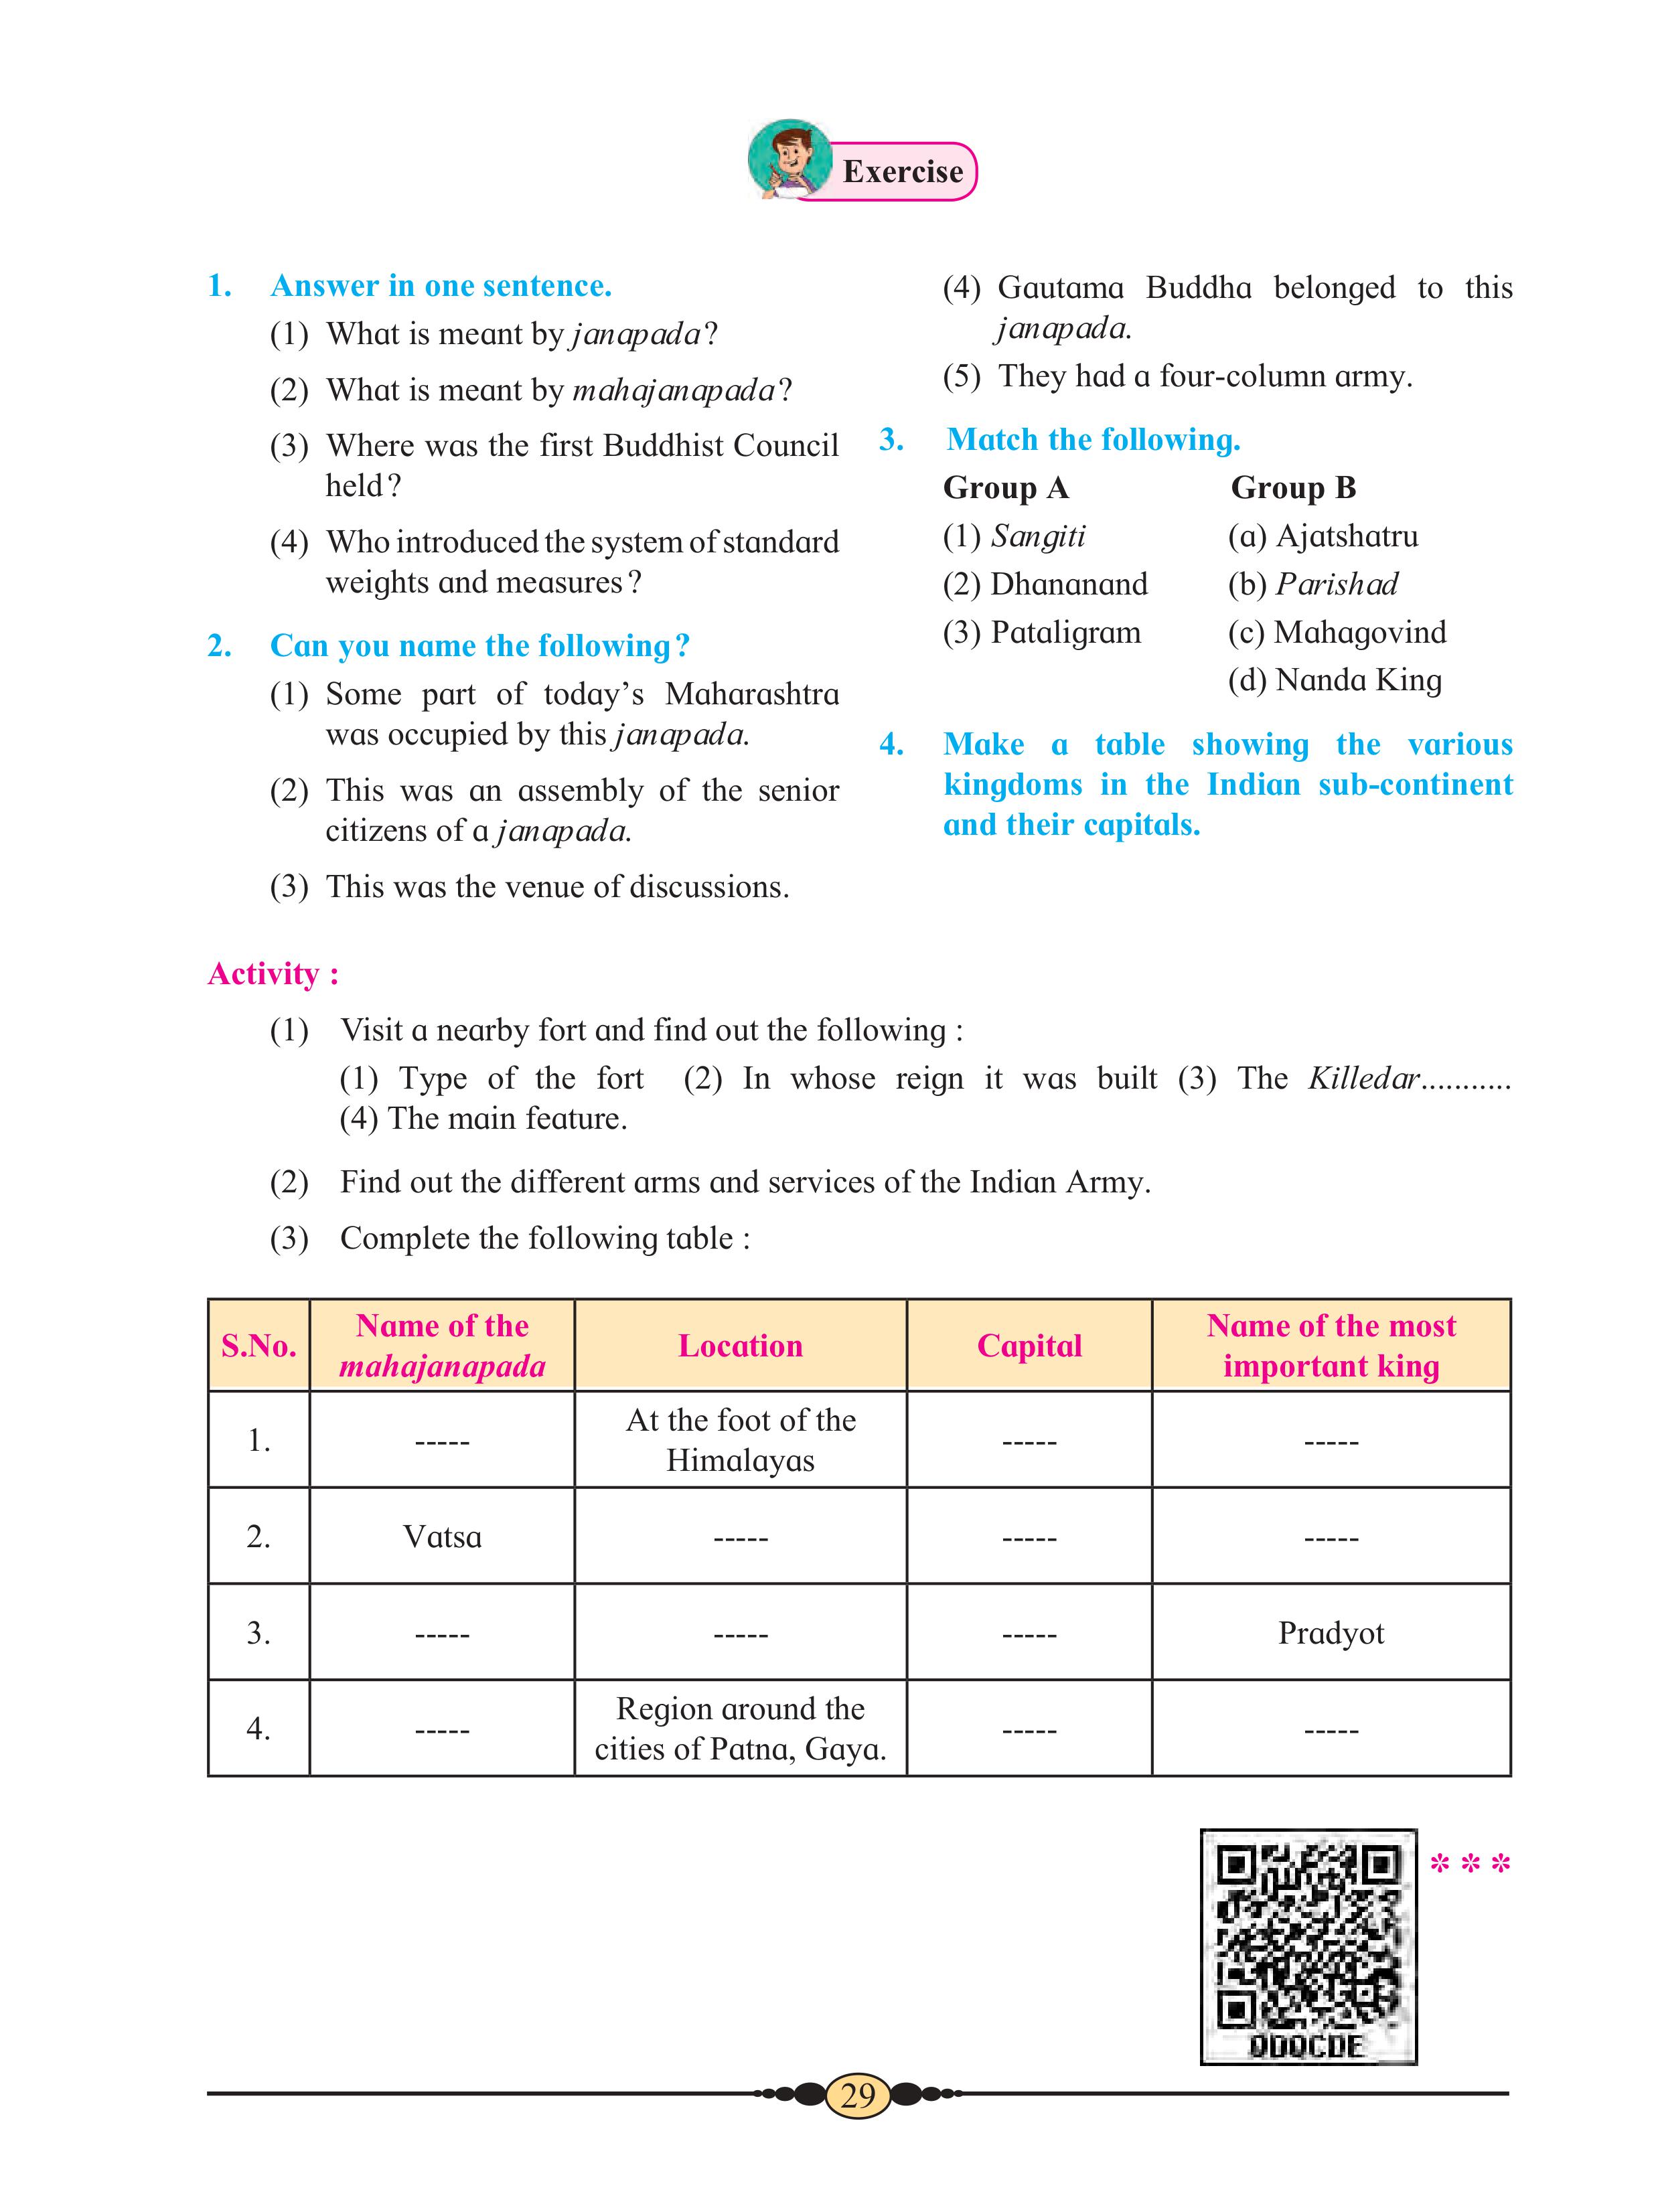 Exercise
1. Answer in one sentence.
(1) What is meant by janapada?
(2) What is meant by mahajanapada?
(3) Where was the first Buddhist Council
held?
(4) Who introduced the system of standard
weights and measures?
2. Can you name the following?
(1) Some part of today's Maharashtra
was occupied by this janapada.
(2) This was an assembly of the senior
citizens of a janapada.
(3) This was the venue of discussions.
(4) Gautama Buddha belonged to this
janapada.
(5) They had a four-column army.
3. Match the following.
Group A Group B
(1) Sangiti (a) Ajatshatru
(2) Dhananand (b) Parishad
(3) Pataligram (c) Mahagovind
(d) Nanda King
4. Make a table showing the various
kingdoms in the Indian sub-continent
and their capitals.
Activity :
(1) Visit a nearby fort and find out the following :
(1) Type of the fort (2) In whose reign it was built (3) The Killedar...........
(4) The main feature.
(2) Find out the different arms and services of the Indian Army.
(3) Complete the following table :
S.No. Name of the mahajanapada Location Capital Name of the most important king
1. ----- At the foot of the Himalayas ----- -----
2. Vatsa ----- ----- -----
3. ----- ----- ----- Pradyot
4. ----- Region around the cities of Patna, Gaya. ----- -----
* * *
29